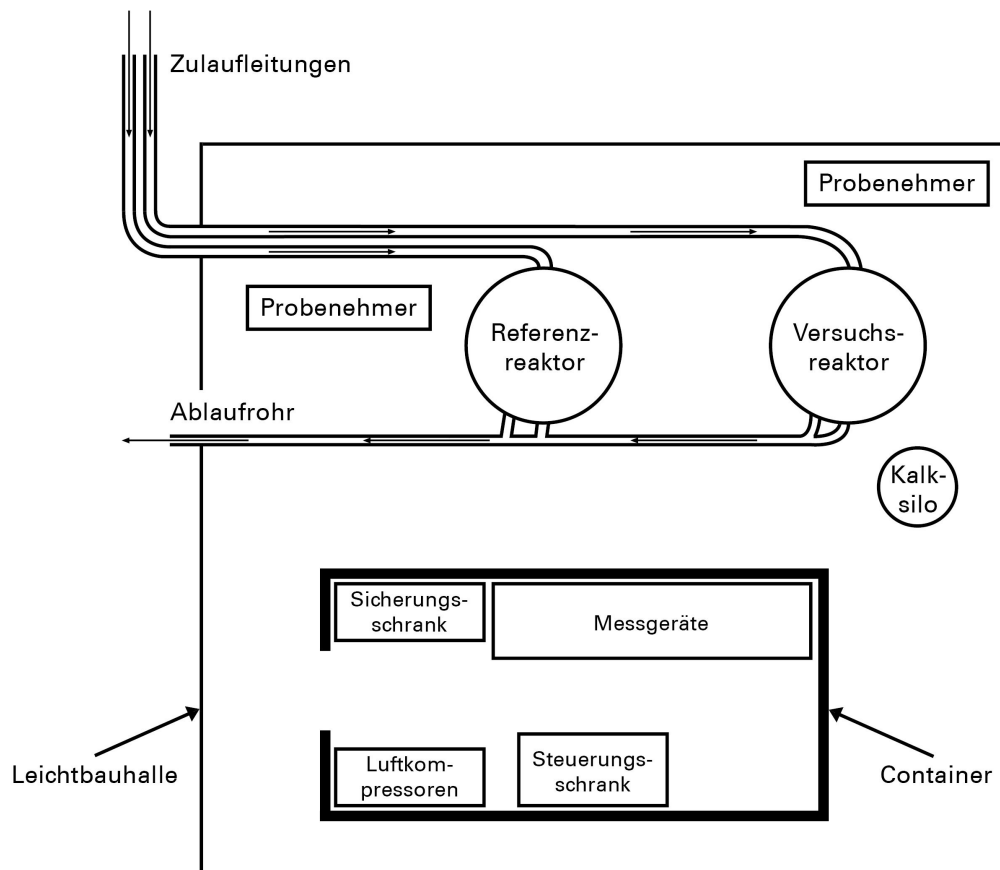 Zulaufleitungen
Probenehmer
Probenehmer
Referenz-
reaktor
Versuchs-
reaktor
Ablaufrohr
Kalk-
silo
Sicherungs-
schrank
Messgeräte
Leichtbauhalle
Luftkom-
pressoren
Steuerungs-
schrank
Container